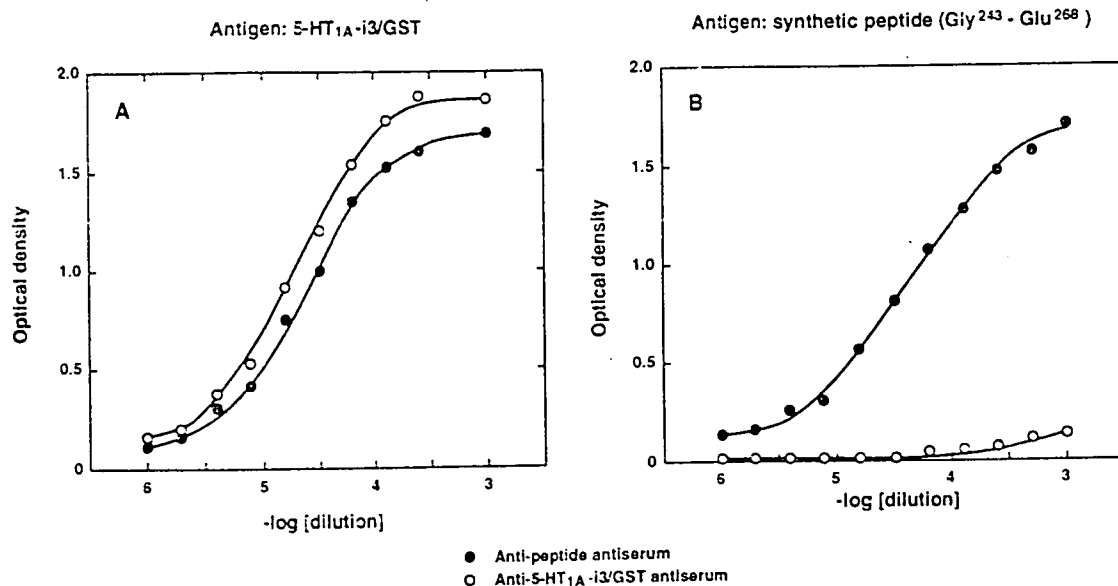 Antigen: 5-HT1A-i3/GST
Antigen: synthetic peptide (Gly243 - Glu268)
A
2.0
1.5
1.0
0.5
0
6
5
4
3
Optical density
-log [dilution]
B
2.0
1.5
1.0
0.5
0
6
5
4
3
Optical density
-log [dilution]
● Anti-peptide antiserum
○ Anti-5-HT1A-i3/GST antiserum